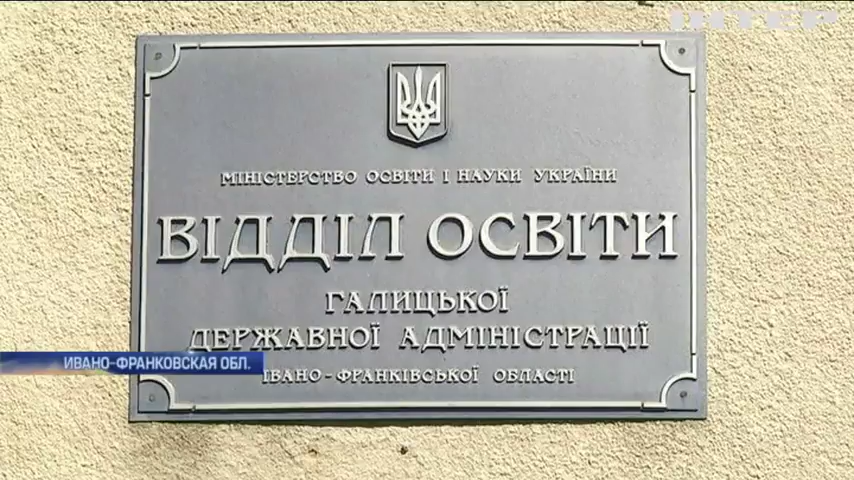 ІНТЕР
МІНІСТЕРСТВО ОСВІТИ І НАУКИ УКРАЇНИ
ВІДДІЛ ОСВІТИ
ГАЛИЦЬКОЇ
ДЕРЖАВНОЇ АДМІНІСТРАЦІЇ
ИВАНО-ФРАНКОВСКАЯ ОБЛ.
ІВАНО-ФРАНКІВСЬКОЇ ОБЛАСТІ